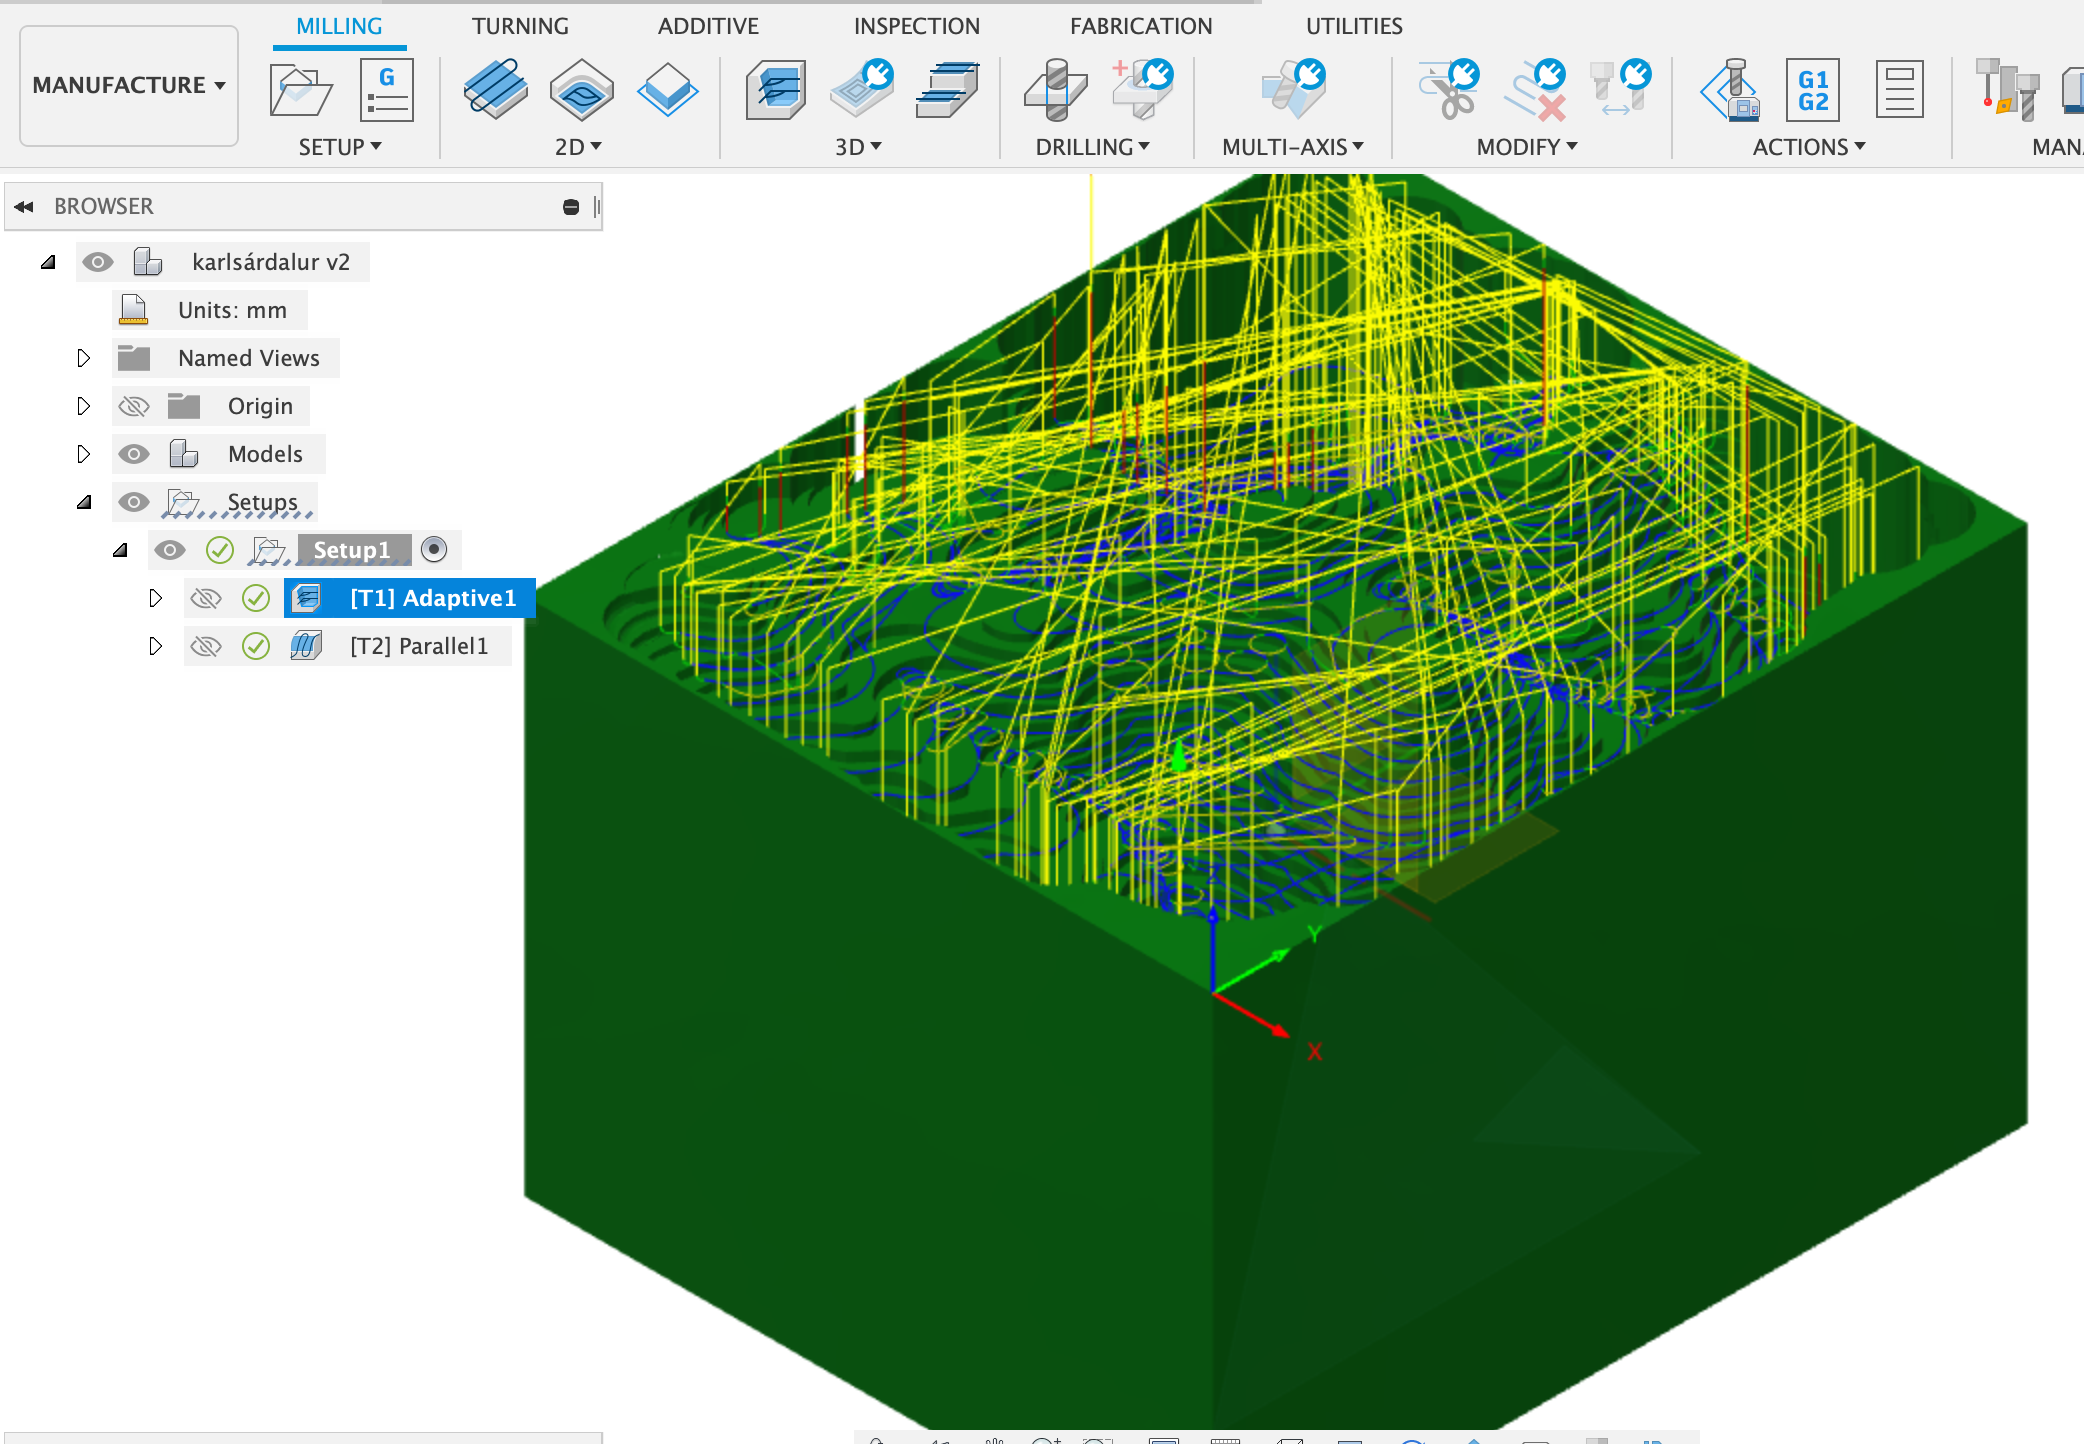 MILLING TURNING ADDITIVE INSPECTION FABRICATION UTILITIES
MANUFACTURE
G
G1
G2
SETUP 2D 3D DRILLING MULTI-AXIS MODIFY ACTIONS
BROWSER
karlsárdalur v2
Units: mm
Named Views
Origin
Models
Setups
Setup1
[T1] Adaptive1
[T2] Parallel1
Y
X